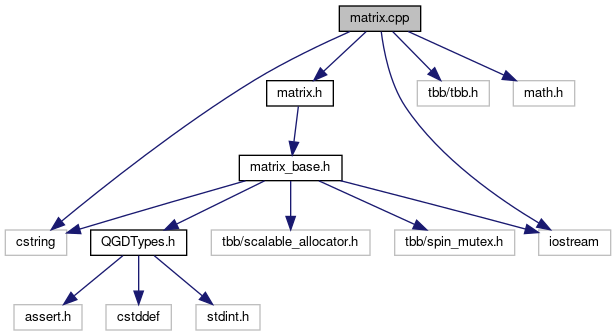 matrix.cpp
matrix.h
tbb/tbb.h
math.h
matrix_base.h
cstring
QGDTypes.h
tbb/scalable_allocator.h
tbb/spin_mutex.h
iostream
assert.h
cstddef
stdint.h